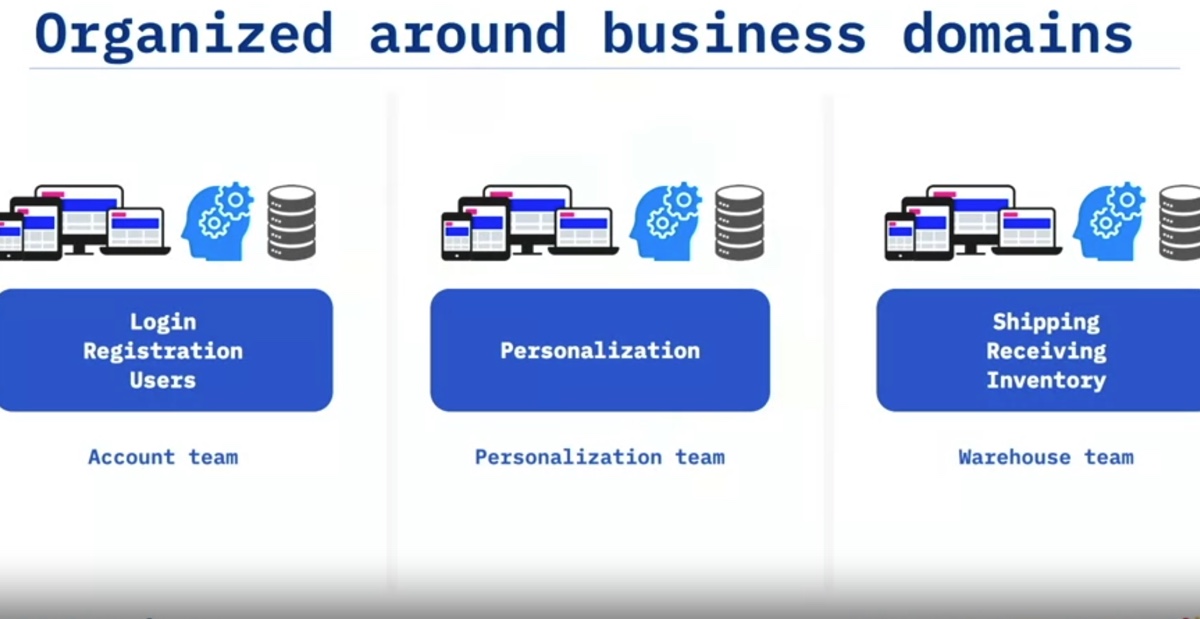 Organized around business domains
Login
Registration
Users
Account team
Personalization
Personalization team
Shipping
Receiving
Inventory
Warehouse team